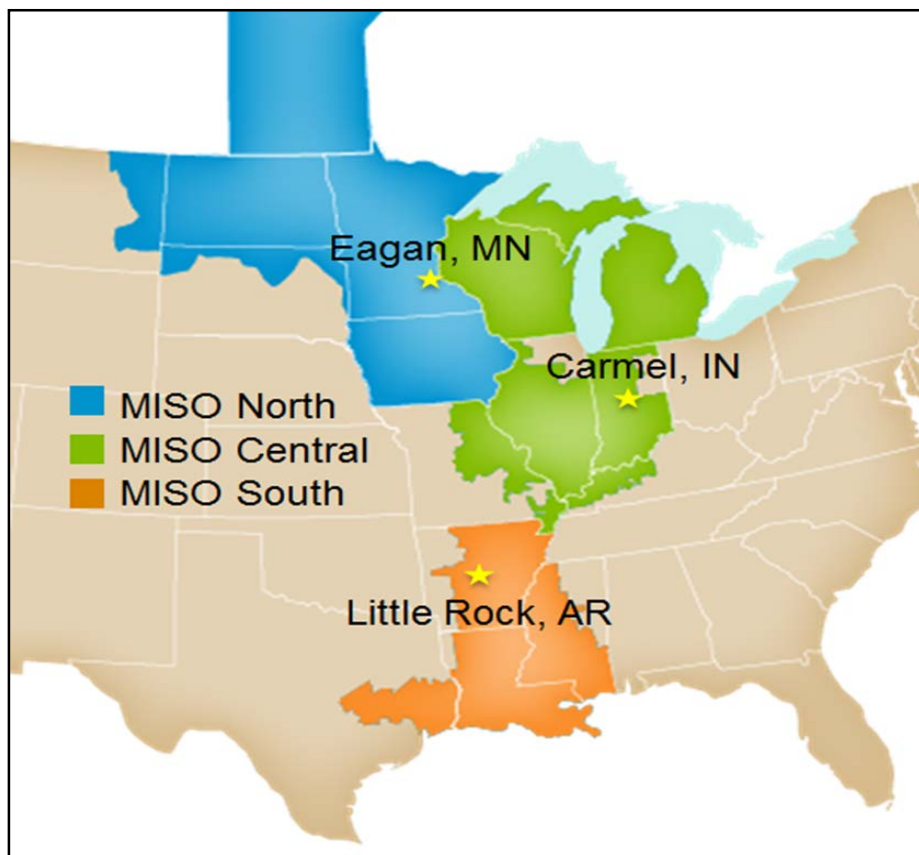 Eagan, MN
Carmel, IN
MISO North
MISO Central
MISO South
Little Rock, AR